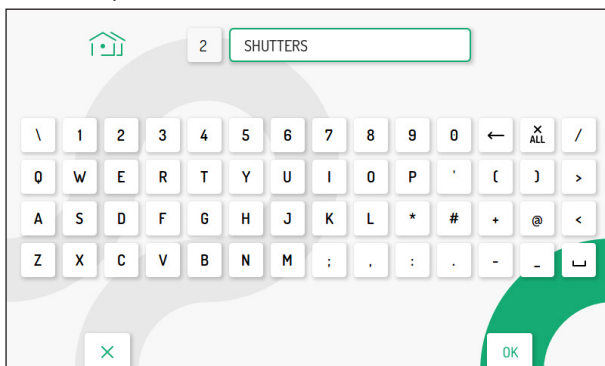 2 SHUTTERS
\ 1 2 3 4 5 6 7 8 9 0 ← × ALL /
Q W E R T Y U I O P ' ( ) >
A S D F G H J K L * # + @ <
Z X C V B N M ; , : . - _ ⌴
× OK